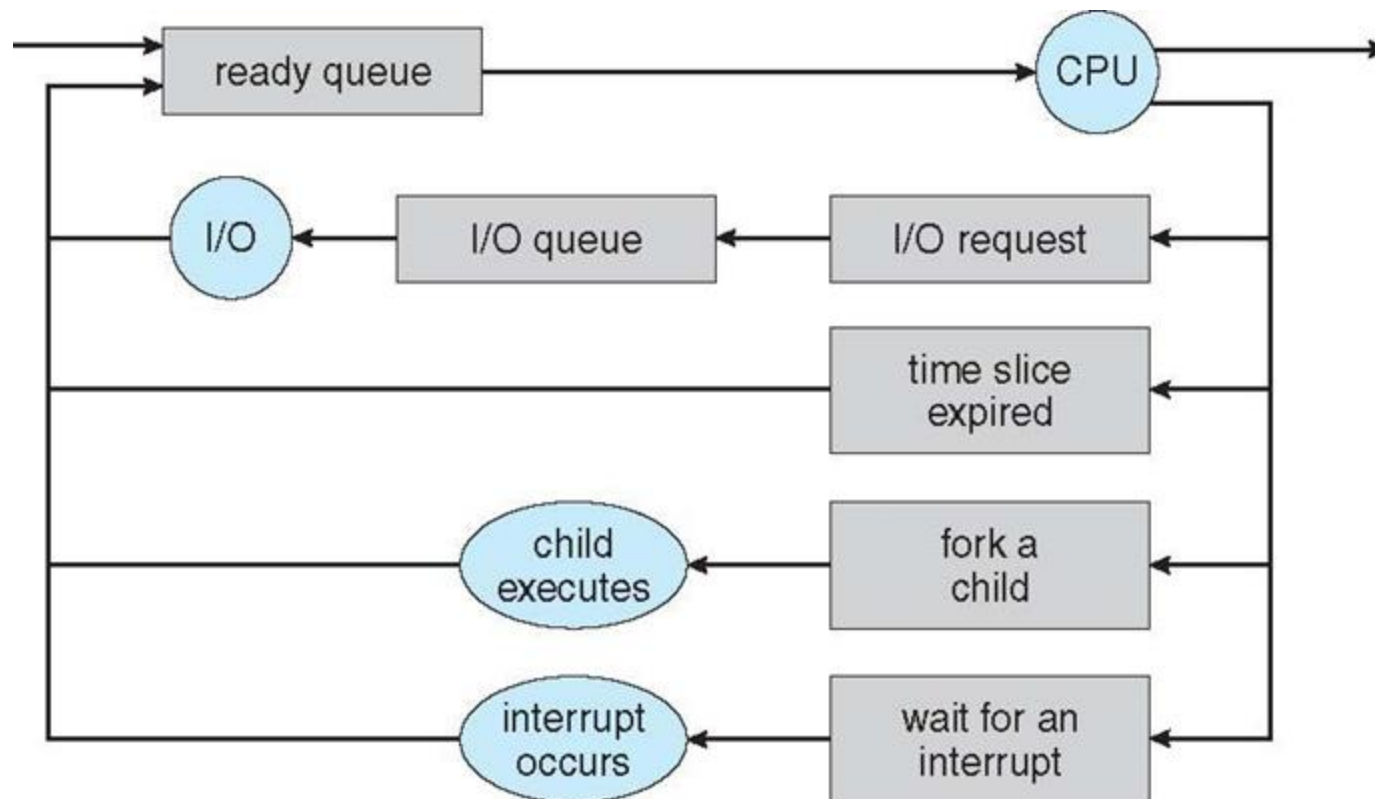 ready queue
CPU
I/O
I/O queue
I/O request
time slice
expired
child
executes
fork a
child
interrupt
occurs
wait for an
interrupt